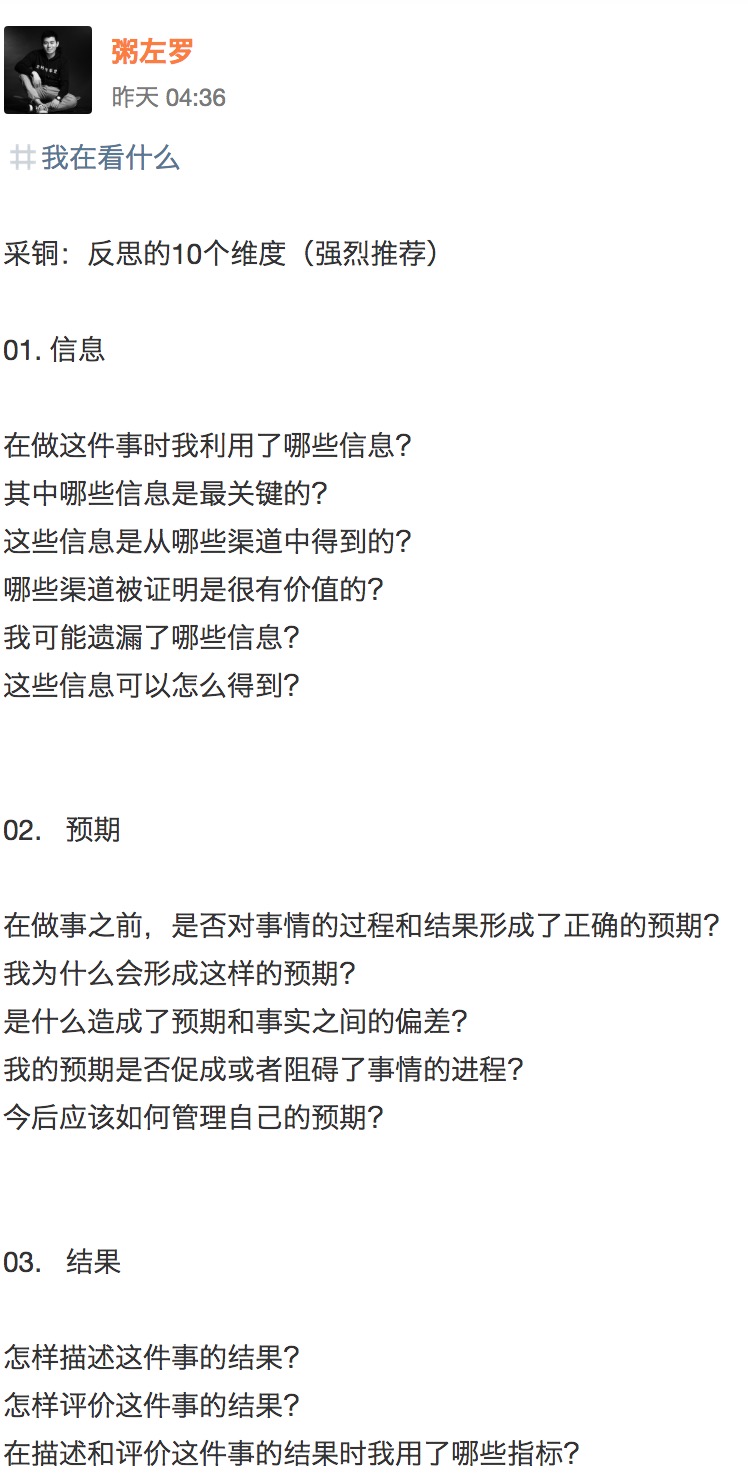 粥左罗
昨天 04:36
#我在看什么
采铜：反思的10个维度（强烈推荐）
01. 信息
在做这件事时我利用了哪些信息？
其中哪些信息是最关键的？
这些信息是从哪些渠道中得到的？
哪些渠道被证明是很有价值的？
我可能遗漏了哪些信息？
这些信息可以怎么得到？
02. 预期
在做事之前，是否对事情的过程和结果形成了正确的预期？
我为什么会形成这样的预期？
是什么造成了预期和事实之间的偏差？
我的预期是否促成或者阻碍了事情的进程？
今后应该如何管理自己的预期？
03. 结果
怎样描述这件事的结果？
怎样评价这件事的结果？
在描述和评价这件事的结果时我用了哪些指标？